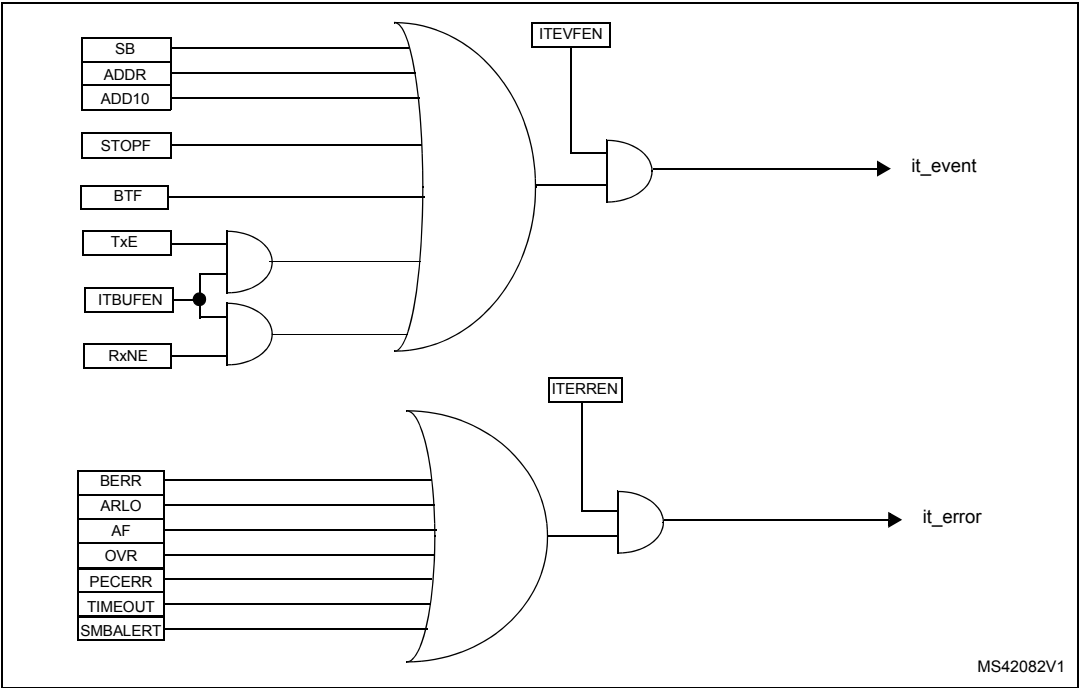 ITEVFEN
SB
ADDR
ADD10
STOPF
BTF
TxE
ITBUFEN
RxNE
it_event
ITERREN
BERR
ARLO
AF
OVR
PECERR
TIMEOUT
SMBALERT
it_error
MS42082V1